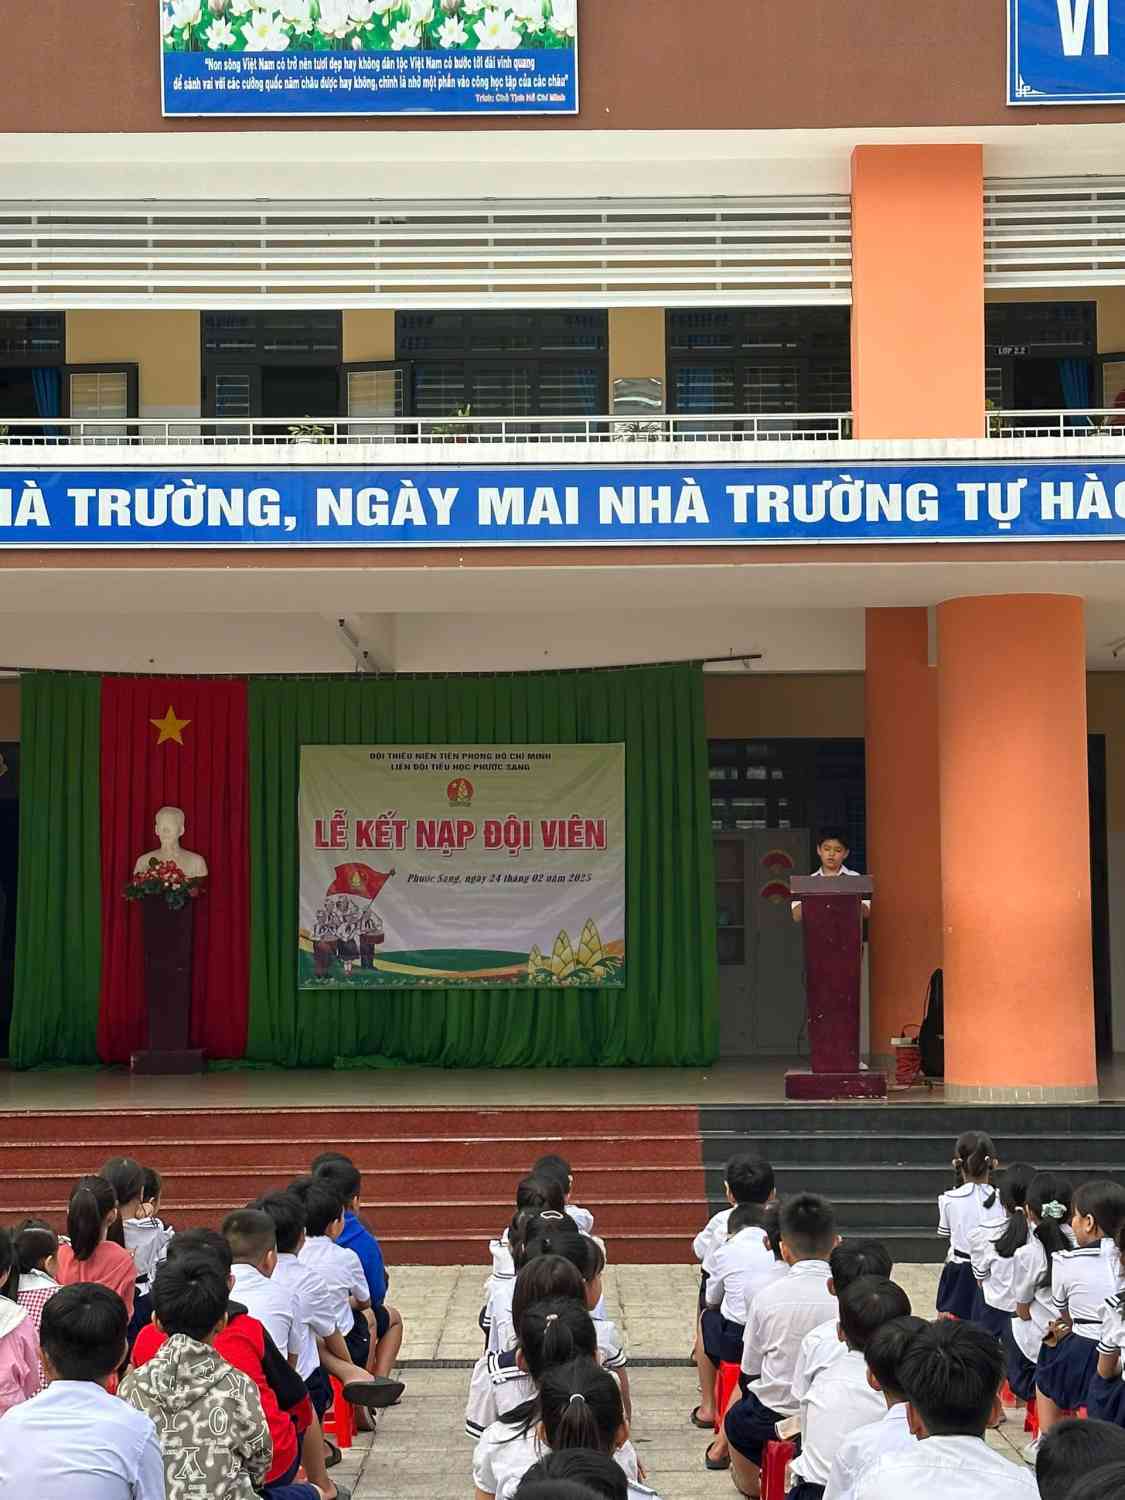 "Non sông Việt Nam có trở nên tươi đẹp hay không dân tộc Việt Nam có bước tới đài vinh quang
để sánh vai với các cường quốc năm châu được hay không, chính là nhờ một phần vào công học tập của các cháu"
Trích: Chủ Tịch Hồ Chí Minh
VÌ
LỚP 2.2
HÀ TRƯỜNG, NGÀY MAI NHÀ TRƯỜNG TỰ HÀO
ĐỘI THIẾU NIÊN TIỀN PHONG HỒ CHÍ MINH
LIÊN ĐỘI TIỂU HỌC PHƯỚC SANG
LỄ KẾT NẠP ĐỘI VIÊN
Phước Sang, ngày 24 tháng 02 năm 2025